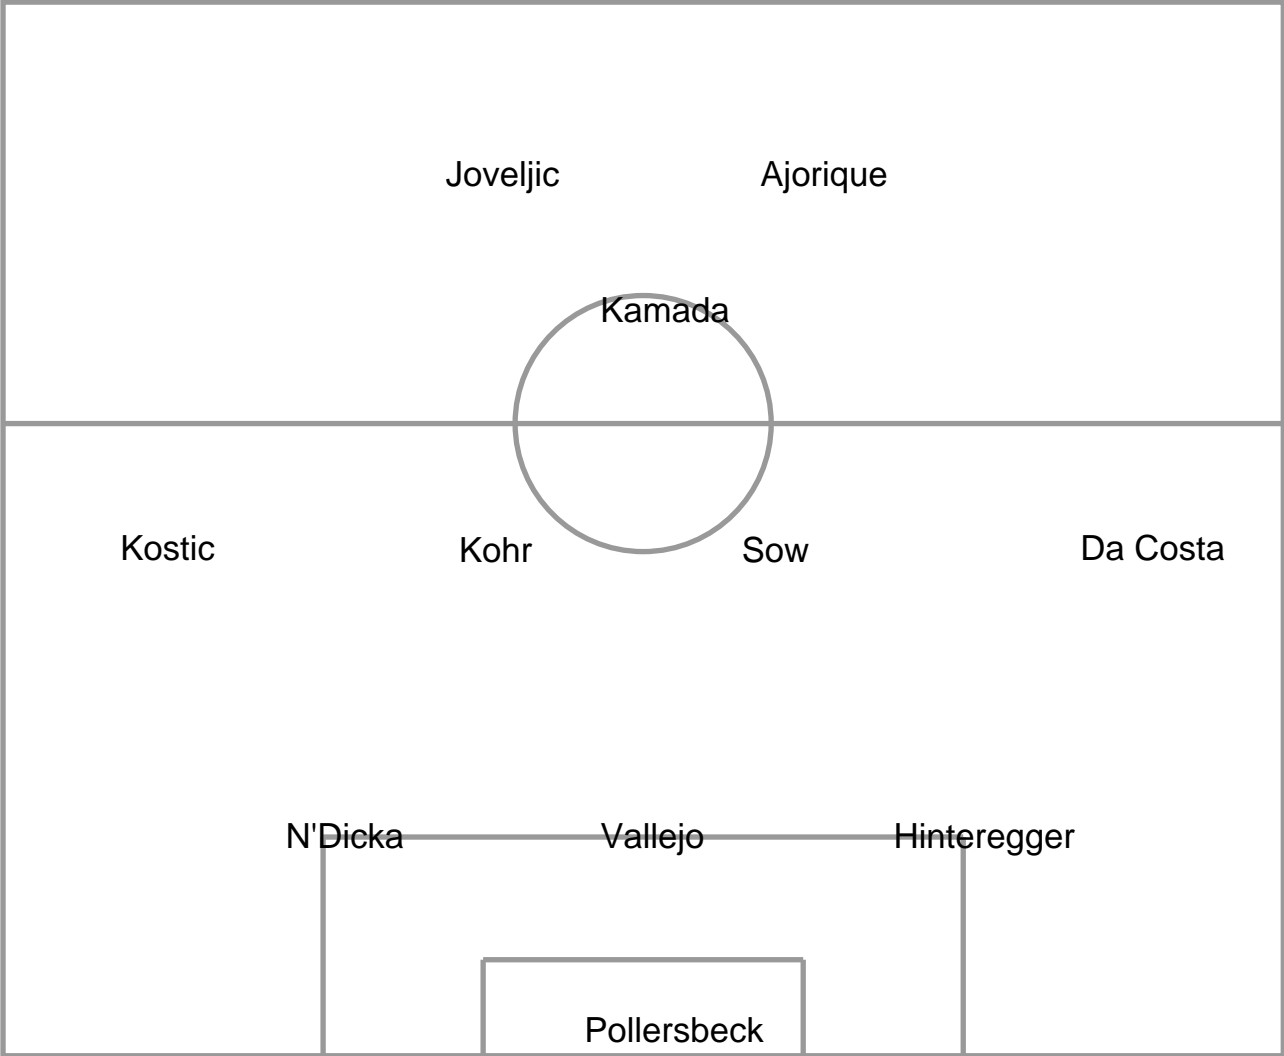 Joveljic Ajorique
Kamada
Kostic Kohr Sow Da Costa
N'Dicka Vallejo Hinteregger
Pollersbeck